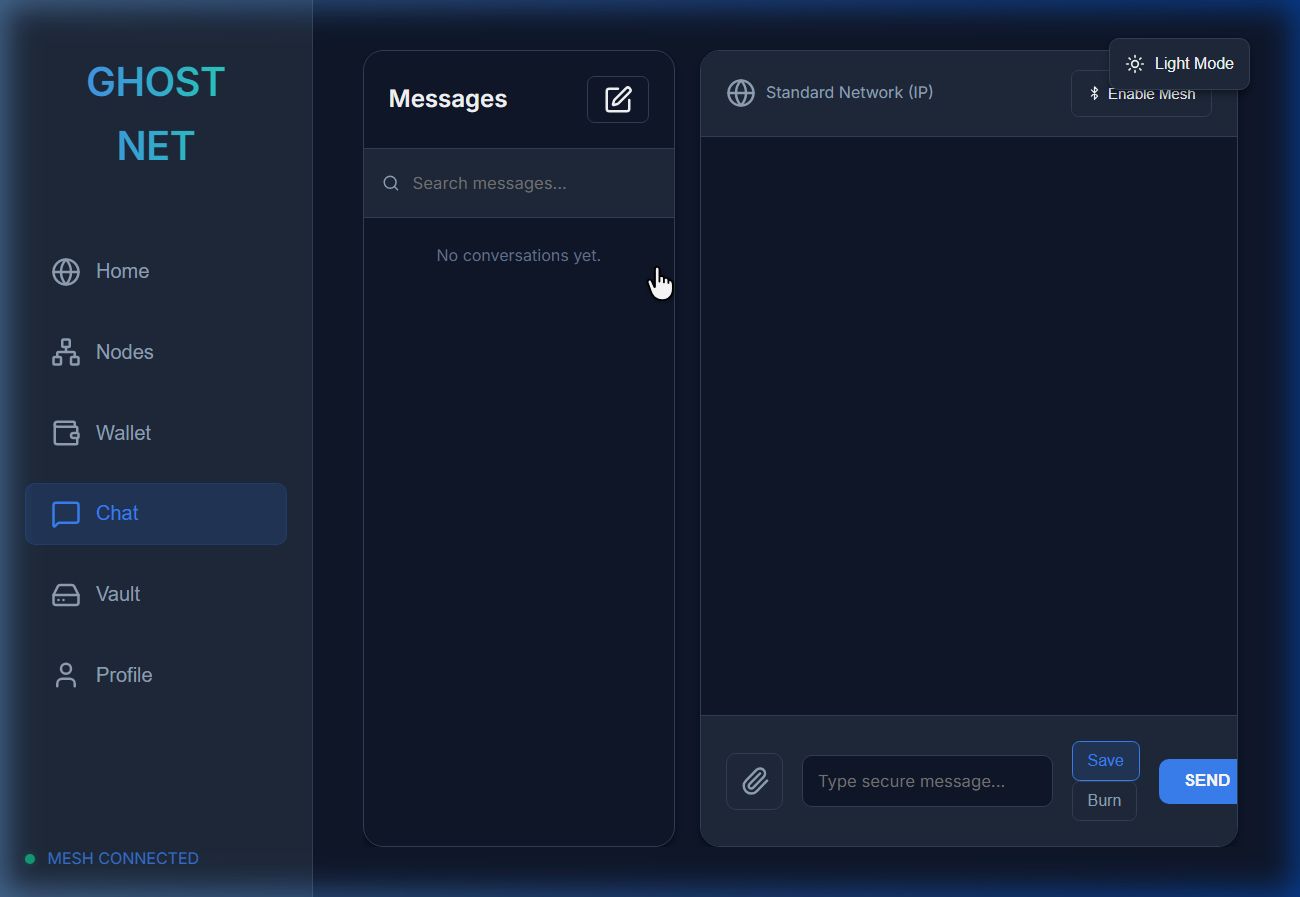 GHOST
NET
Home
Nodes
Wallet
Chat
Vault
Profile
MESH CONNECTED
Messages
Search messages...
No conversations yet.
Standard Network (IP)
Light Mode
Enable Mesh
Type secure message...
Save
Burn
SEND